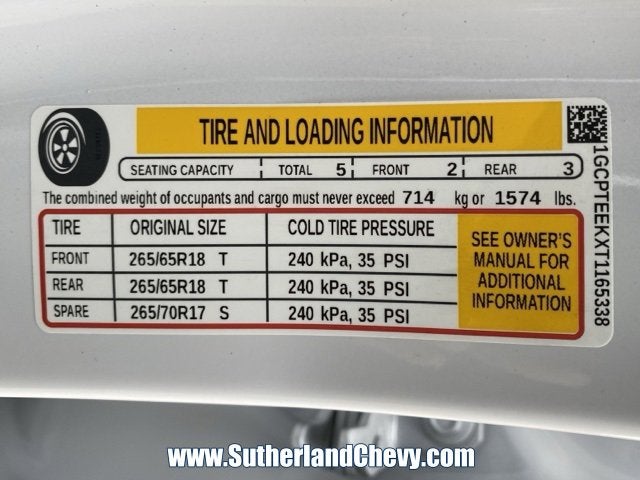 TIRE AND LOADING INFORMATION
SEATING CAPACITY TOTAL 5 FRONT 2 REAR 3
The combined weight of occupants and cargo must never exceed 714 kg or 1574 lbs.
TIRE ORIGINAL SIZE COLD TIRE PRESSURE
FRONT 265/65R18 T 240 kPa, 35 PSI
REAR 265/65R18 T 240 kPa, 35 PSI
SPARE 265/70R17 S 240 kPa, 35 PSI
SEE OWNER'S
MANUAL FOR
ADDITIONAL
INFORMATION
1GCPTEEKXT1165338
www.SutherlandChevy.com